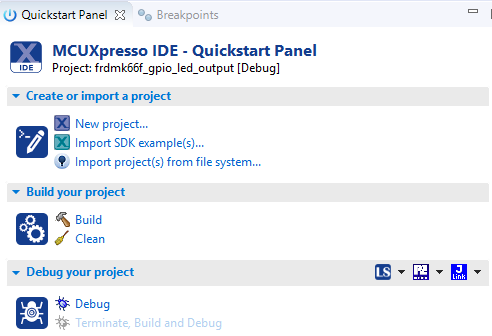 Quickstart Panel Breakpoints
X
IDE
MCUXpresso IDE - Quickstart Panel
Project: frdmk66f_gpio_led_output [Debug]
Create or import a project
New project...
Import SDK example(s)...
Import project(s) from file system...
Build your project
Build
Clean
Debug your project LS J
Link
Debug
Terminate, Build and Debug